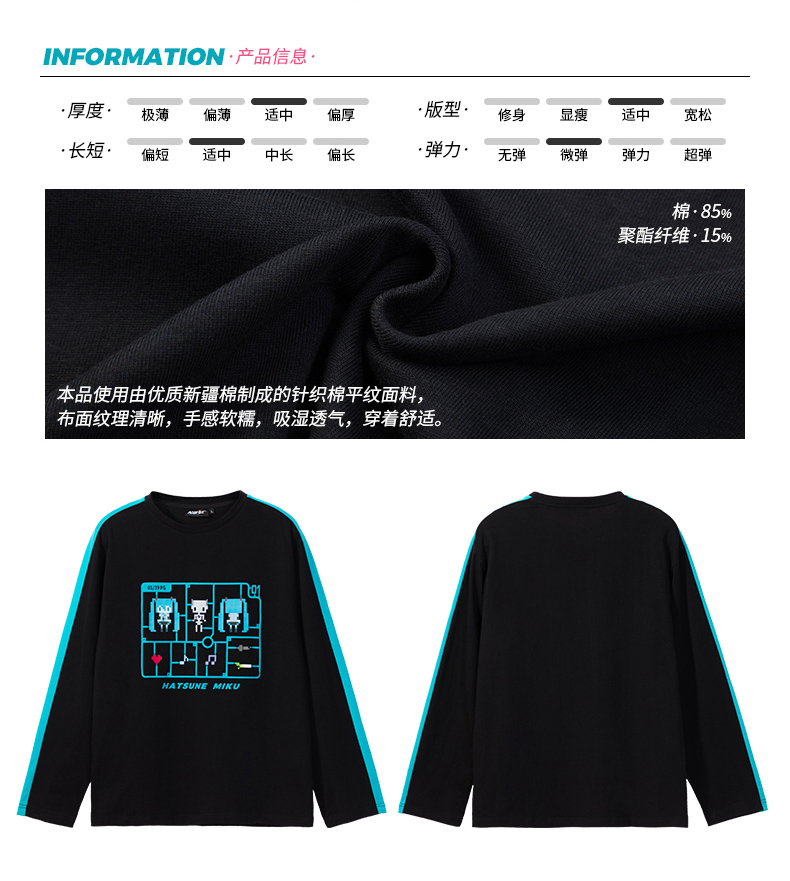 INFORMATION ·产品信息·
·厚度· 极薄 偏薄 适中 偏厚
·版型· 修身 显瘦 适中 宽松
·长短· 偏短 适中 中长 偏长
·弹力· 无弹 微弹 弹力 超弹
棉·85%
聚酯纤维·15%
本品使用由优质新疆棉制成的针织棉平纹面料，
布面纹理清晰，手感软糯，吸湿透气，穿着舒适。
01
HATSUNE MIKU